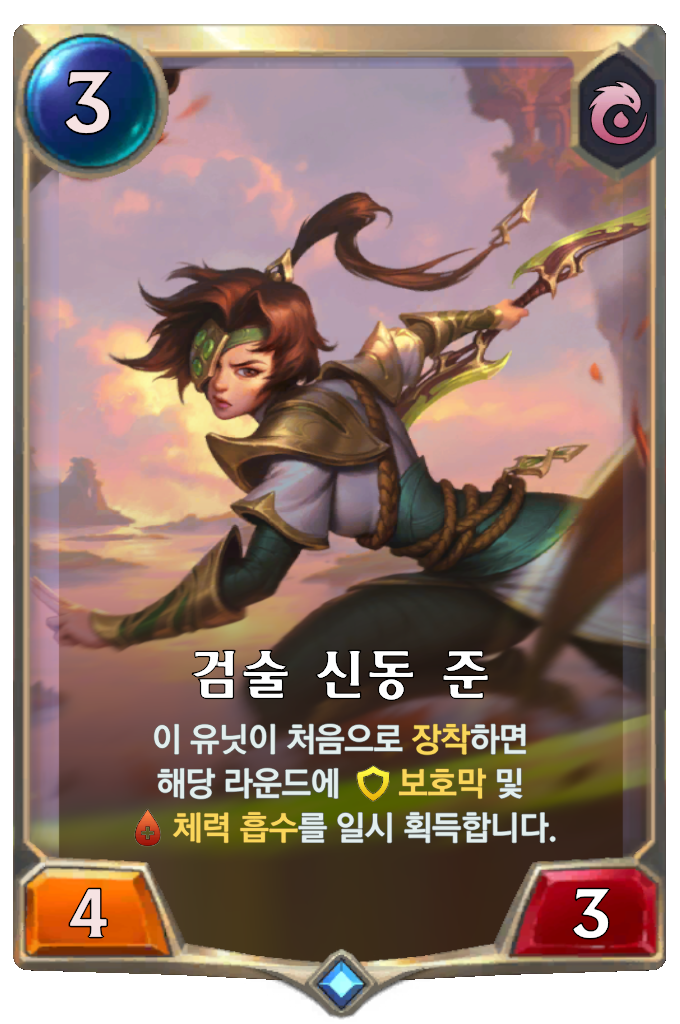 3
검술 신동 준
이 유닛이 처음으로 장착하면
해당 라운드에 보호막 및
체력 흡수를 일시 획득합니다.
4
3